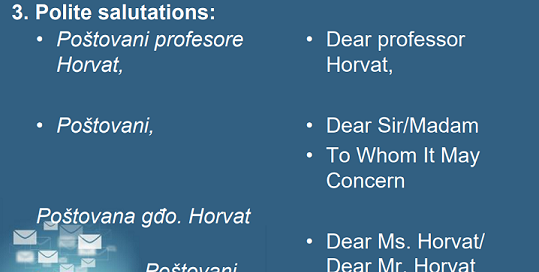 3. Polite salutations:
• Poštovani profesore
Horvat,
• Poštovani,
Poštovana gđo. Horvat
Poštovani
• Dear professor
Horvat,
• Dear Sir/Madam
• To Whom It May
Concern
• Dear Ms. Horvat/
Dear Mr. Horvat